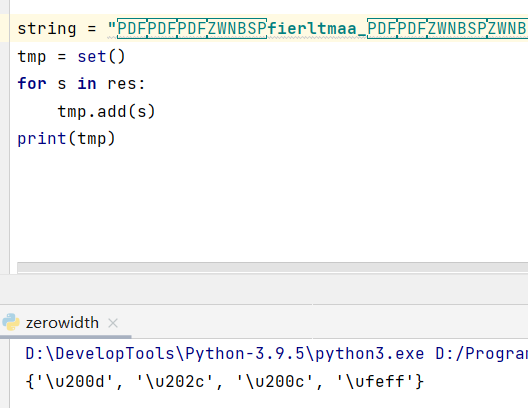 string = "PDFPDFPDFZWNBSPfierltmaa_PDFPDFZWNBSPZWNB
tmp = set()
for s in res:
    tmp.add(s)
print(tmp)
zerowidth ×
D:\DevelopTools\Python-3.9.5\python3.exe D:/Progra
{'\u200d', '\u202c', '\u200c', '\ufeff'}